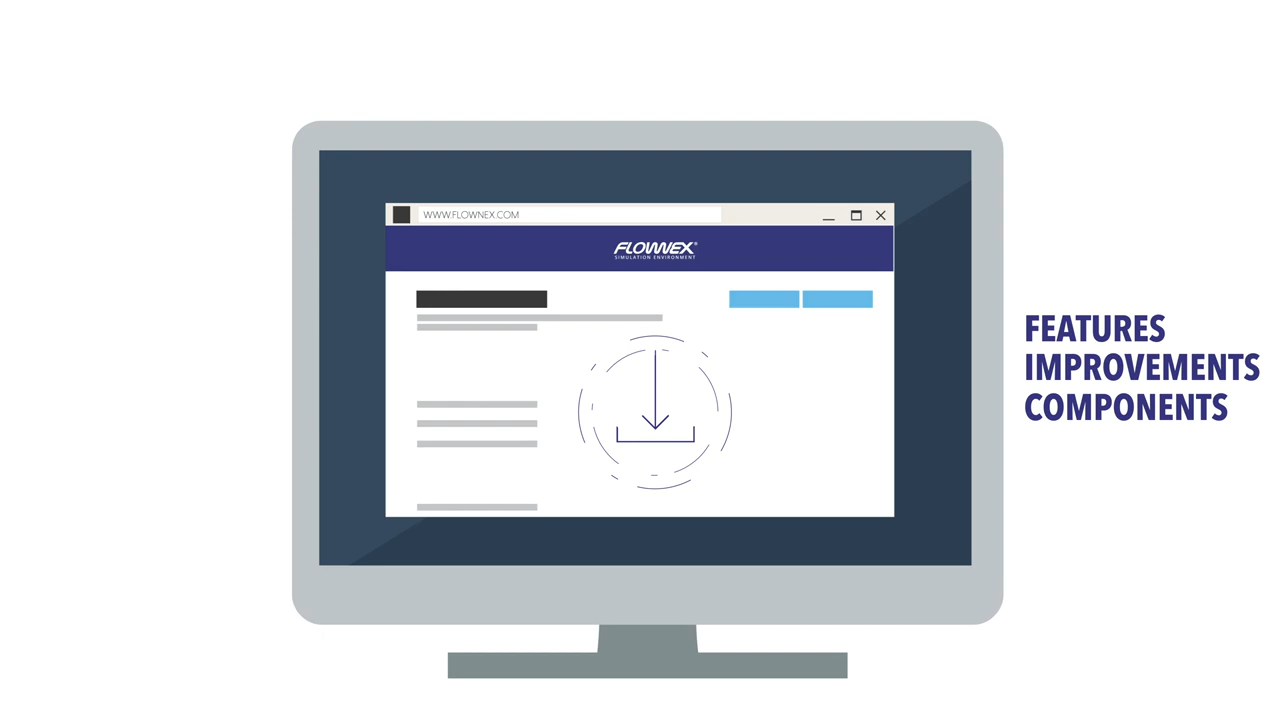 WWW.FLOWNEX.COM
FLOWNEX®
SIMULATION ENVIRONMENT
FEATURES
IMPROVEMENTS
COMPONENTS